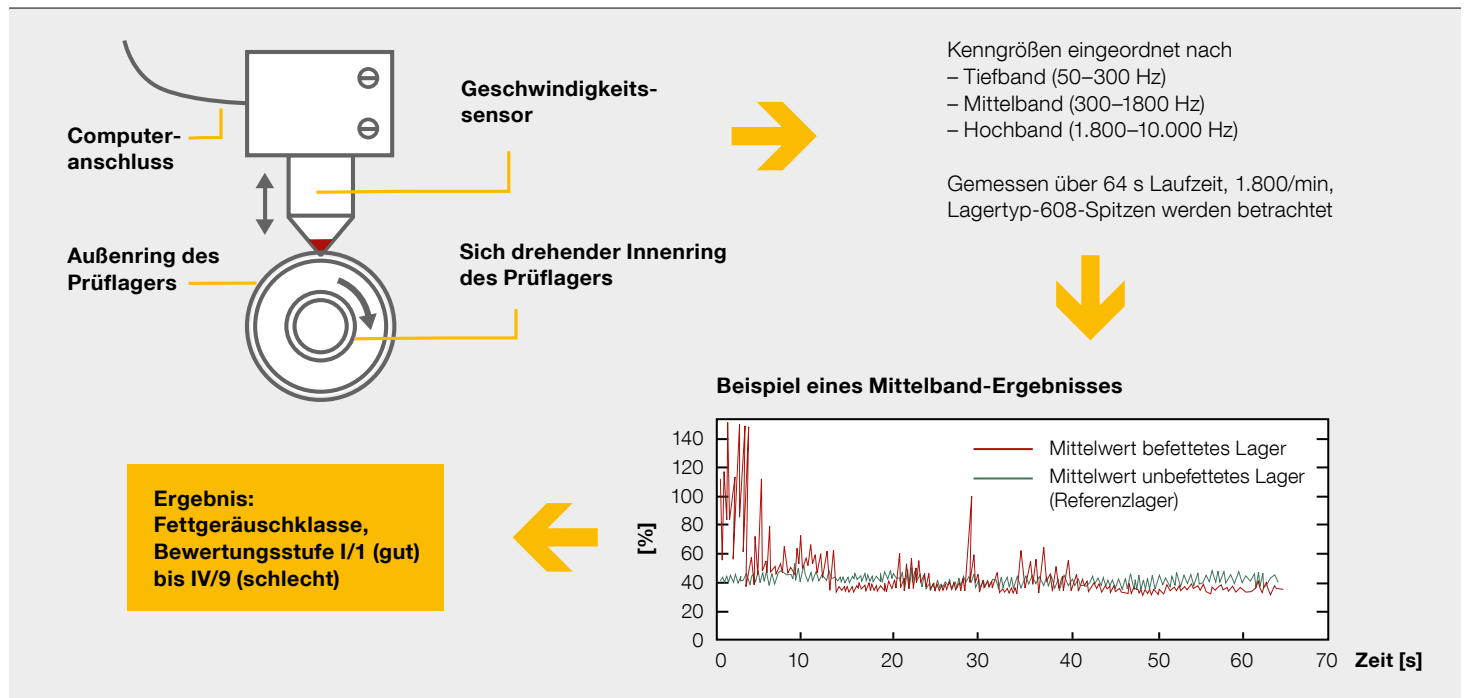 Computer-
anschluss
Geschwindigkeits-
sensor
Außenring des
Prüflagers
Sich drehender Innenring
des Prüflagers
Kenngrößen eingeordnet nach
– Tiefband (50–300 Hz)
– Mittelband (300–1800 Hz)
– Hochband (1.800–10.000 Hz)
Gemessen über 64 s Laufzeit, 1.800/min,
Lagertyp-608-Spitzen werden betrachtet
Beispiel eines Mittelband-Ergebnisses
[%]
140
120
100
80
60
40
20
0
Mittelwert befettetes Lager
Mittelwert unbefettetes Lager
(Referenzlager)
0 10 20 30 40 50 60 70 Zeit [s]
Ergebnis:
Fettgeräuschklasse,
Bewertungsstufe I/1 (gut)
bis IV/9 (schlecht)